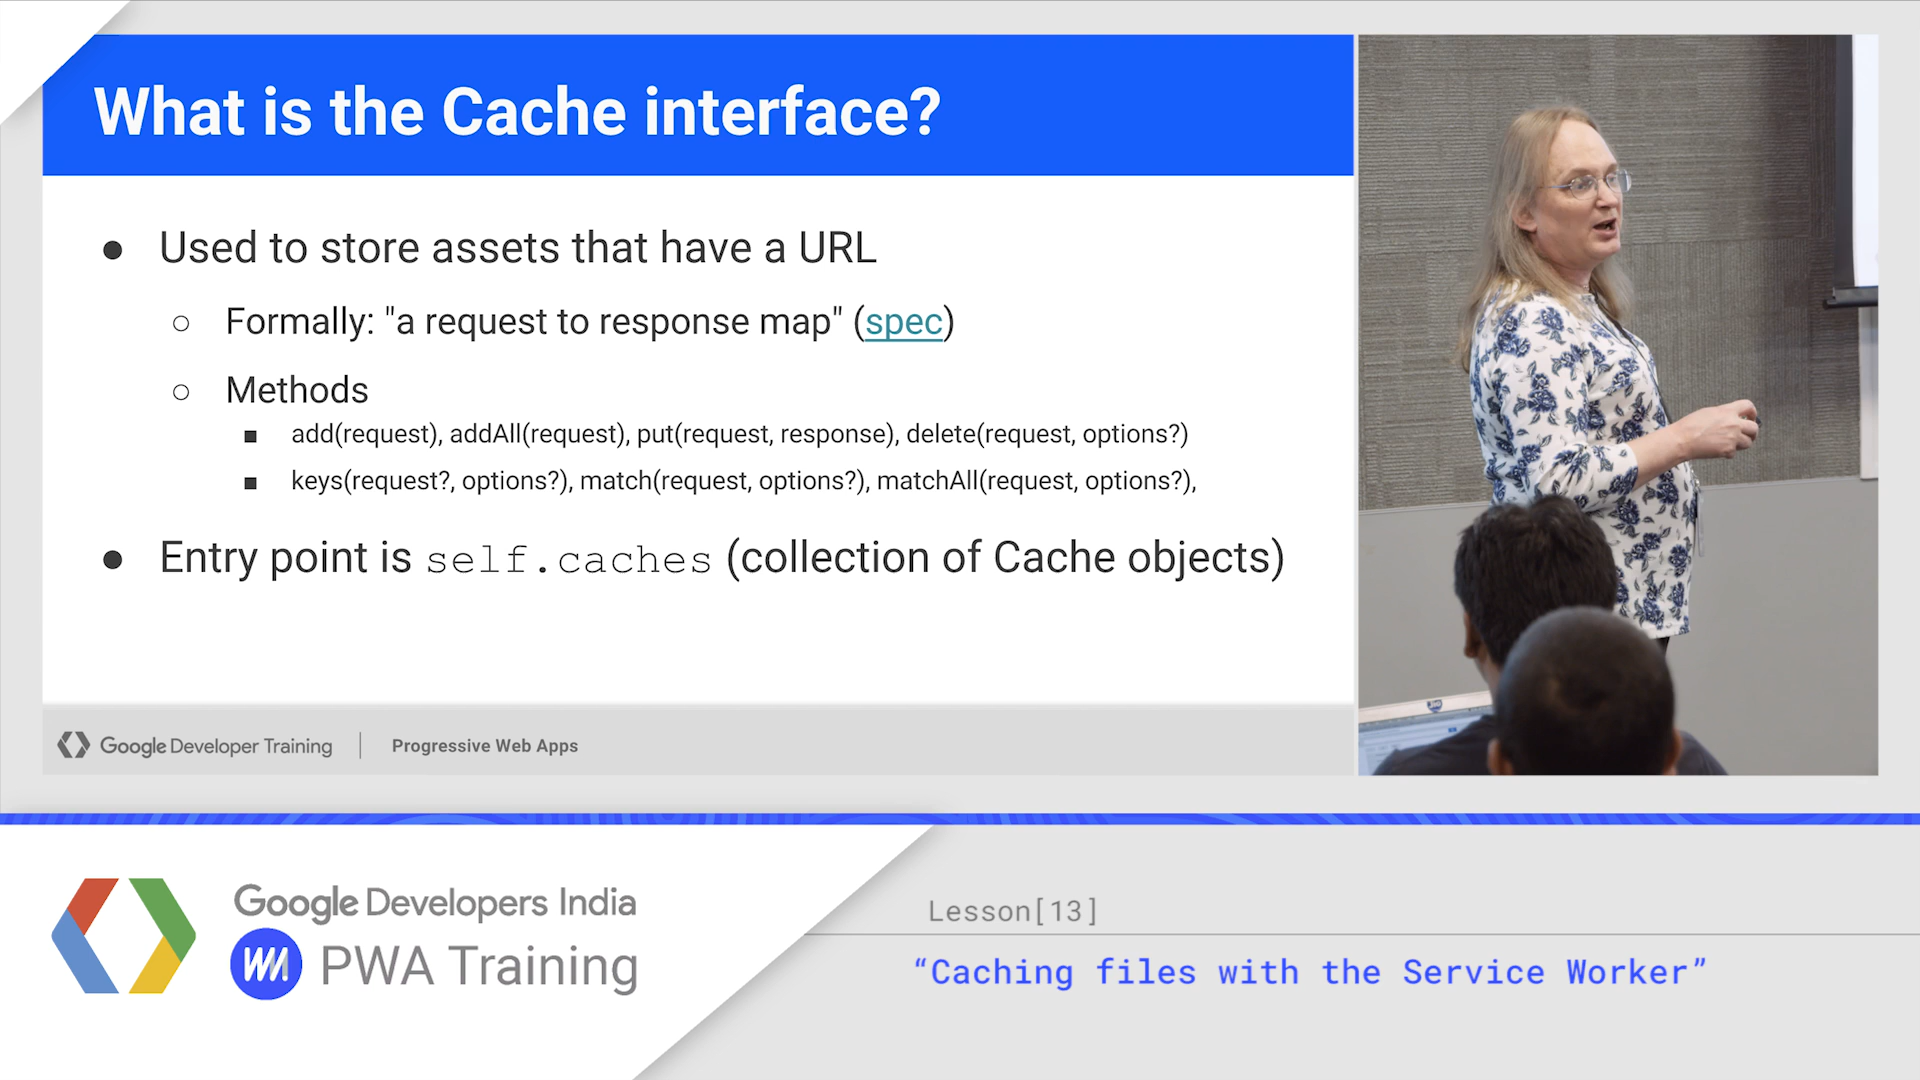 What is the Cache interface?
● Used to store assets that have a URL
○ Formally: "a request to response map" (spec)
○ Methods
■ add(request), addAll(request), put(request, response), delete(request, options?)
■ keys(request?, options?), match(request, options?), matchAll(request, options?),
● Entry point is self.caches (collection of Cache objects)
Google Developer Training | Progressive Web Apps
Google Developers India
PWA Training
Lesson[13]
“Caching files with the Service Worker”